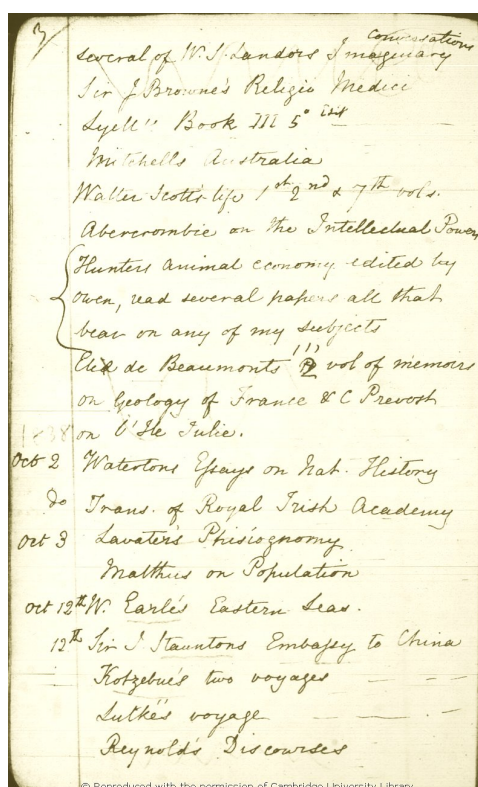 3
Conversations
several of W. S. Landors Imaginary
Sir J Browne's Religio Medici
Lyell's Book III 5° Edit
Mitchells Australia
Walter Scotts life 1st 2nd & 7th vols.
Abercrombie on the Intellectual Powers
Hunters animal economy edited by
Owen, read several papers all that
bear on any of my subjects
Elie de Beaumonts 2 vol of memoirs
on Geology of France & C Prevost
1838 on l'Ile Julie.
Oct 2 Watertons Essays on Nat. History
do Trans. of Royal Irish Academy
Oct 3 Lavater's Phisiognomy
Malthus on Population
Oct 12th W. Earle's Eastern Seas.
12th Sir J. Stauntons Embassy to China
Kotzebue's two voyages
Lutké's voyage
Reynold's Discourses
© Reproduced with the permission of Cambridge University Library